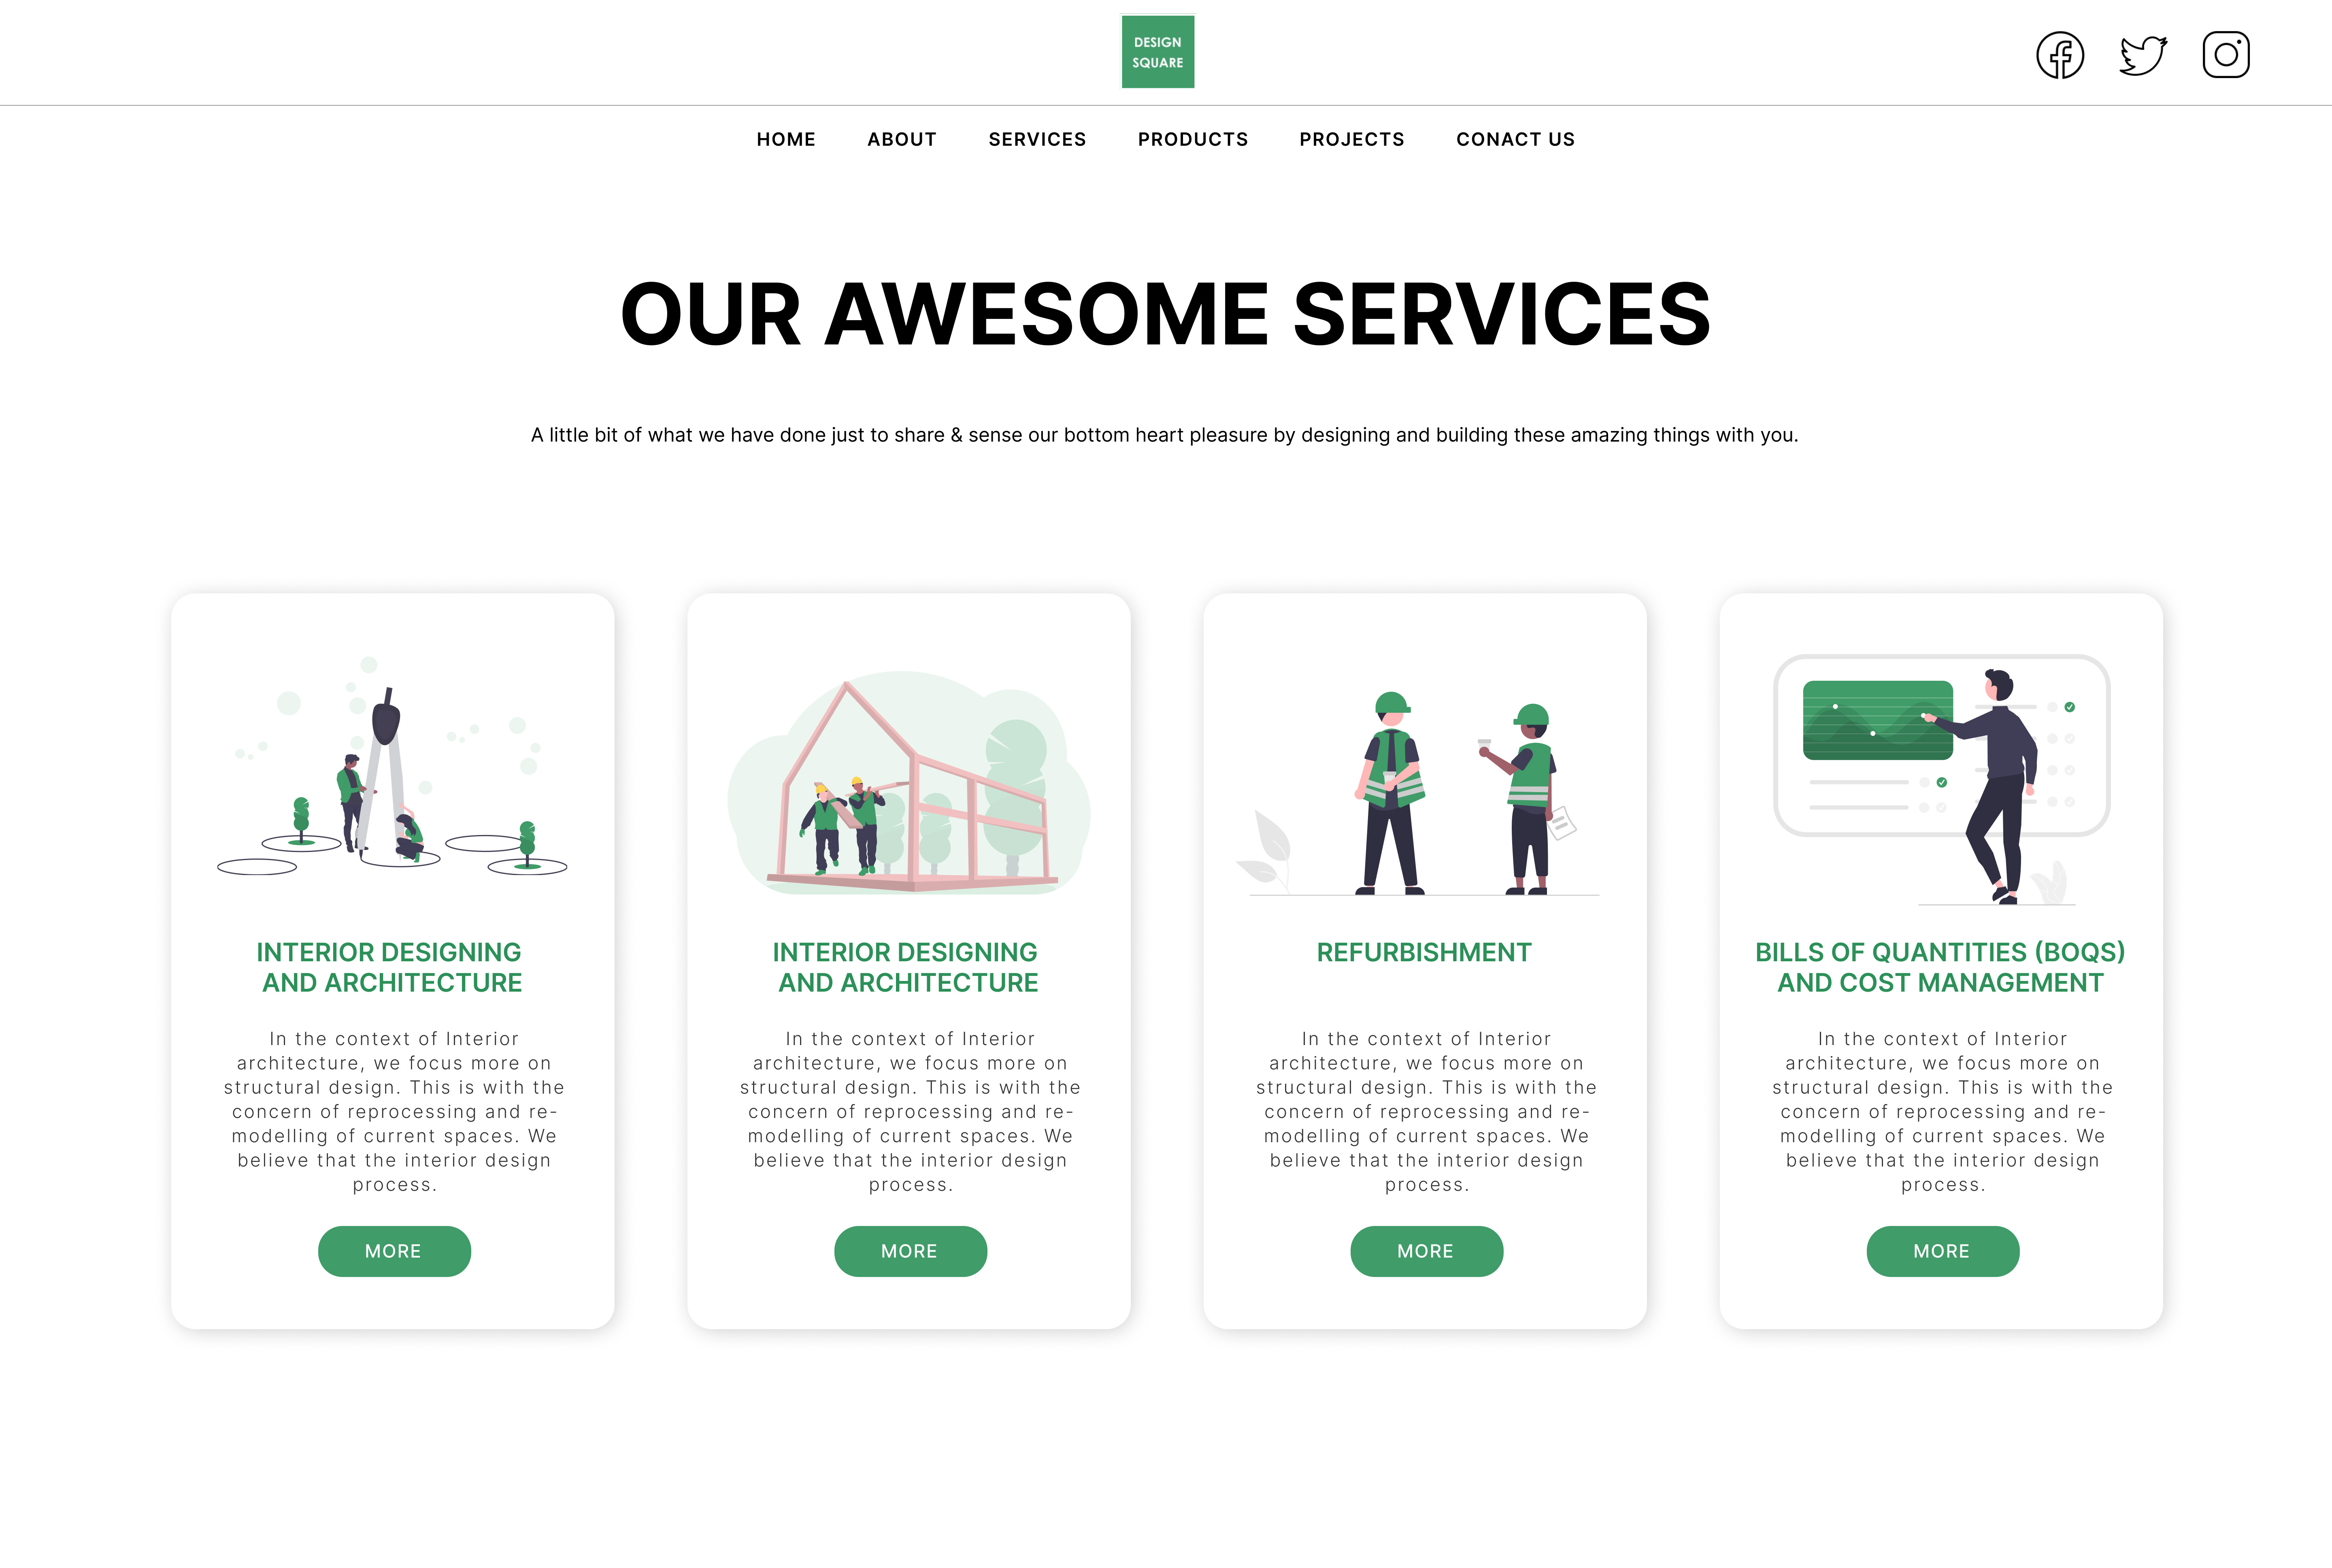 DESIGN
SQUARE
HOME ABOUT SERVICES PRODUCTS PROJECTS CONACT US
OUR AWESOME SERVICES
A little bit of what we have done just to share & sense our bottom heart pleasure by designing and building these amazing things with you.
INTERIOR DESIGNING
AND ARCHITECTURE
In the context of Interior
architecture, we focus more on
structural design. This is with the
concern of reprocessing and re-
modelling of current spaces. We
believe that the interior design
process.
MORE
INTERIOR DESIGNING
AND ARCHITECTURE
In the context of Interior
architecture, we focus more on
structural design. This is with the
concern of reprocessing and re-
modelling of current spaces. We
believe that the interior design
process.
MORE
REFURBISHMENT
In the context of Interior
architecture, we focus more on
structural design. This is with the
concern of reprocessing and re-
modelling of current spaces. We
believe that the interior design
process.
MORE
BILLS OF QUANTITIES (BOQS)
AND COST MANAGEMENT
In the context of Interior
architecture, we focus more on
structural design. This is with the
concern of reprocessing and re-
modelling of current spaces. We
believe that the interior design
process.
MORE